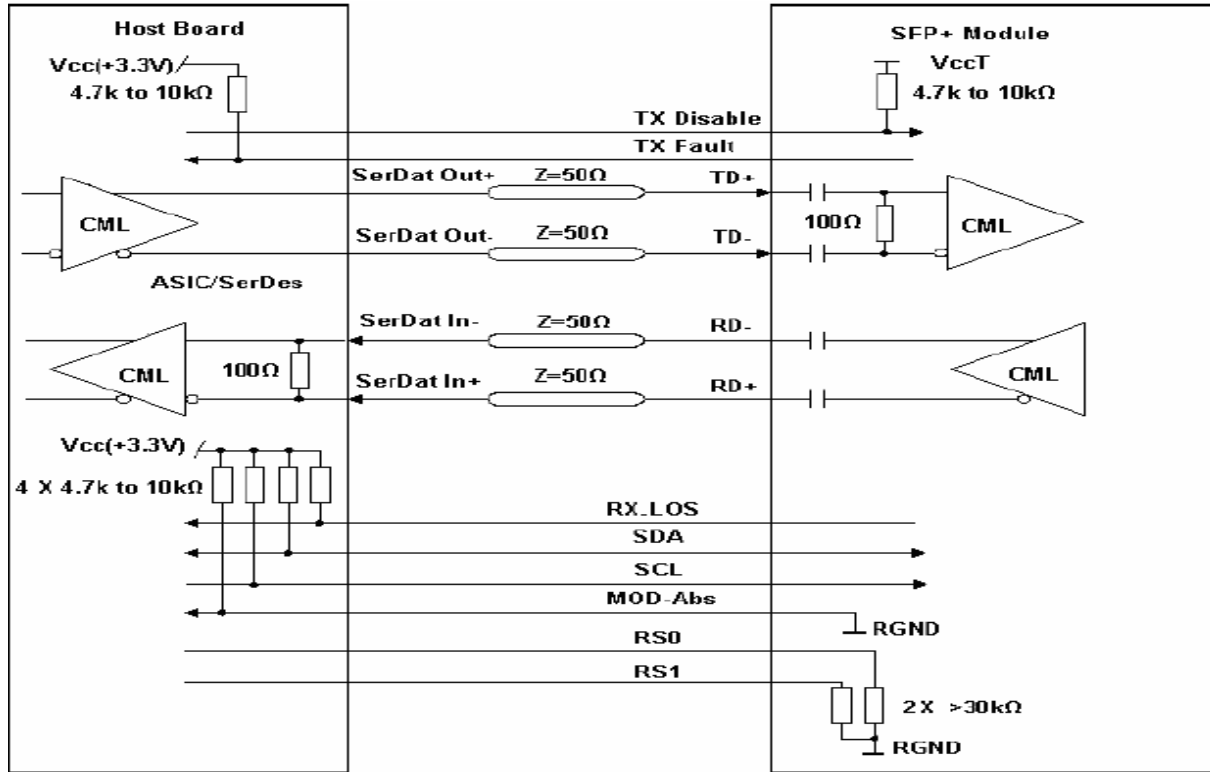 Host Board
SFP+ Module
Vcc(+3.3V)
4.7k to 10kΩ
VccT
4.7k to 10kΩ
TX Disable
TX Fault
SerDat Out+
Z=50Ω
TD+
CML
100Ω
CML
SerDat Out-
Z=50Ω
TD-
ASIC/SerDes
SerDat In-
Z=50Ω
RD-
CML
100Ω
CML
SerDat In+
Z=50Ω
RD+
Vcc(+3.3V)
4 X 4.7k to 10kΩ
RX_LOS
SDA
SCL
MOD-Abs
RGND
RS0
RS1
2 X >30kΩ
RGND